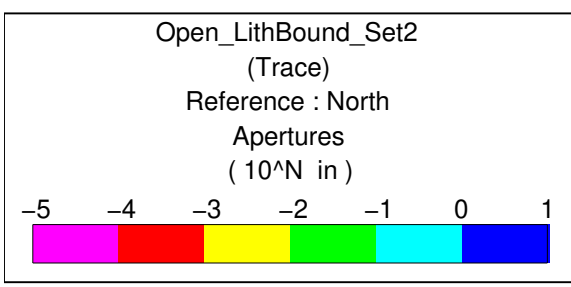 Open_LithBound_Set2
(Trace)
Reference : North
Apertures
( 10^N in )
−5 −4 −3 −2 −1 0 1